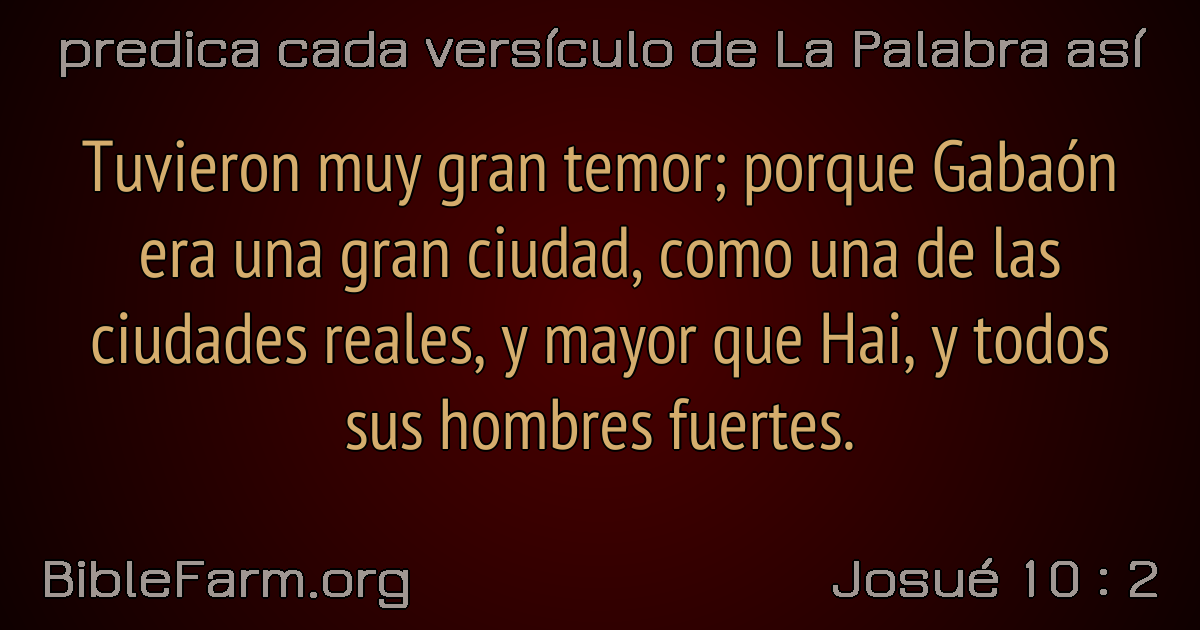 predica cada versículo de La Palabra así
Tuvieron muy gran temor; porque Gabaón
era una gran ciudad, como una de las
ciudades reales, y mayor que Hai, y todos
sus hombres fuertes.
BibleFarm.org
Josué 10 : 2